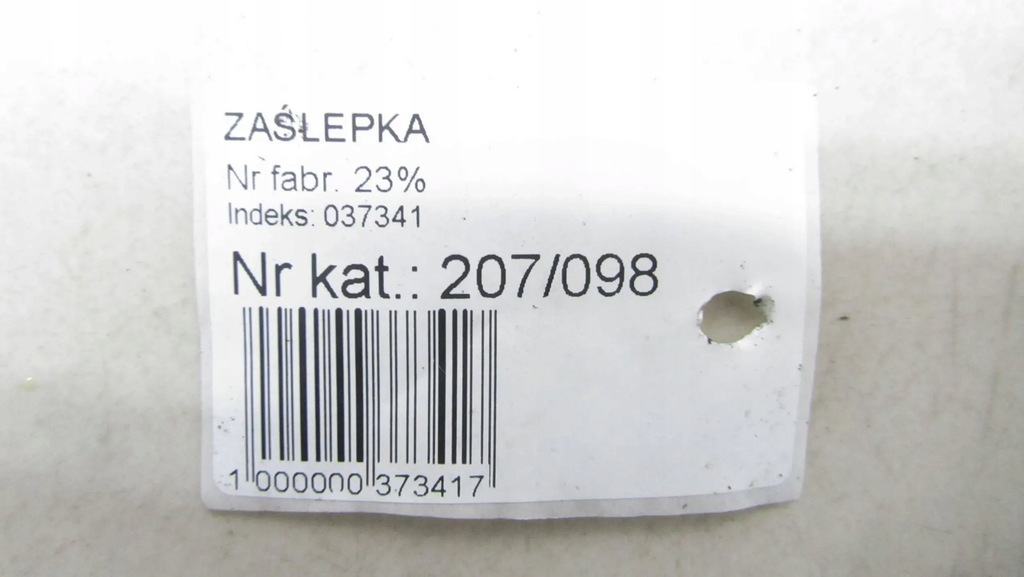 ZAŚLEPKA
Nr fabr. 23%
Indeks: 037341
Nr kat.: 207/098
1 000000 373417